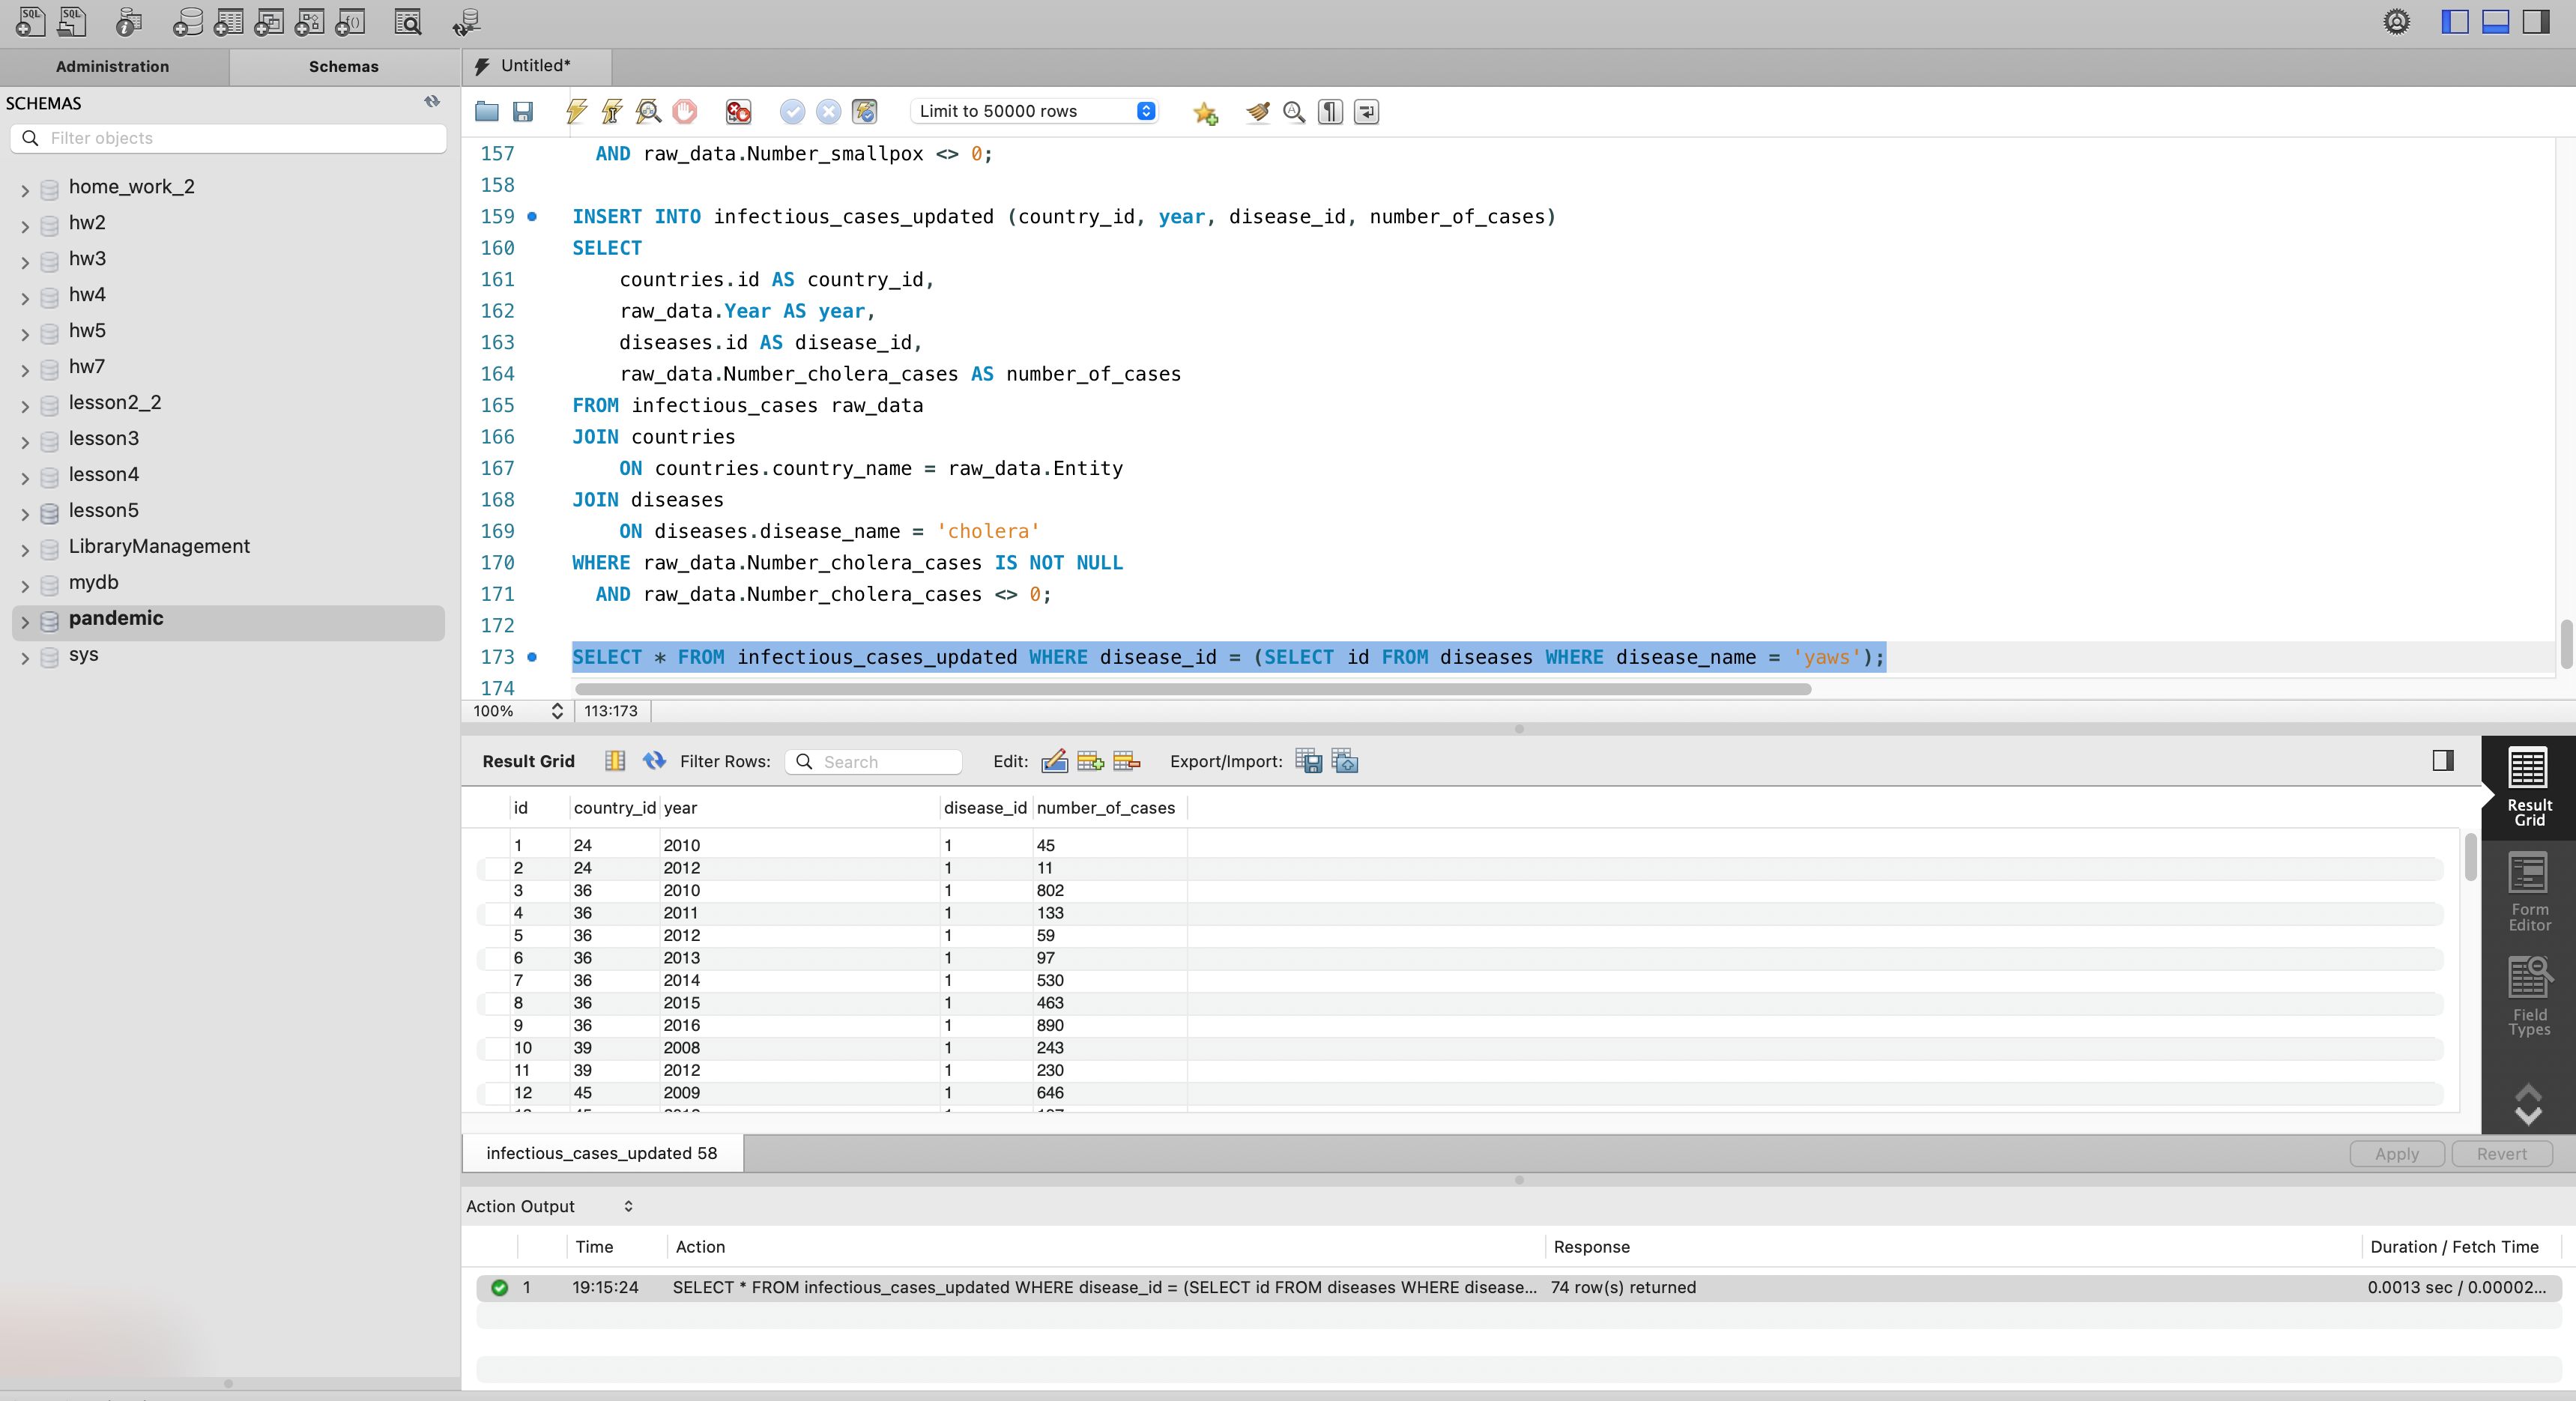 SQL SQL
Administration
Schemas
Untitled*
SCHEMAS
Filter objects
home_work_2
hw2
hw3
hw4
hw5
hw7
lesson2_2
lesson3
lesson4
lesson5
LibraryManagement
mydb
pandemic
sys
Limit to 50000 rows
157 AND raw_data.Number_smallpox <> 0;
158
159 INSERT INTO infectious_cases_updated (country_id, year, disease_id, number_of_cases)
160 SELECT
161 countries.id AS country_id,
162 raw_data.Year AS year,
163 diseases.id AS disease_id,
164 raw_data.Number_cholera_cases AS number_of_cases
165 FROM infectious_cases raw_data
166 JOIN countries
167 ON countries.country_name = raw_data.Entity
168 JOIN diseases
169 ON diseases.disease_name = 'cholera'
170 WHERE raw_data.Number_cholera_cases IS NOT NULL
171 AND raw_data.Number_cholera_cases <> 0;
172
173 SELECT * FROM infectious_cases_updated WHERE disease_id = (SELECT id FROM diseases WHERE disease_name = 'yaws');
174
100% 113:173
Result Grid Filter Rows: Search Edit: Export/Import:
id country_id year disease_id number_of_cases
1 24 2010 1 45
2 24 2012 1 11
3 36 2010 1 802
4 36 2011 1 133
5 36 2012 1 59
6 36 2013 1 97
7 36 2014 1 530
8 36 2015 1 463
9 36 2016 1 890
10 39 2008 1 243
11 39 2012 1 230
12 45 2009 1 646
Result
Grid
Form
Editor
Field
Types
infectious_cases_updated 58
Apply Revert
Action Output
Time Action Response Duration / Fetch Time
1 19:15:24 SELECT * FROM infectious_cases_updated WHERE disease_id = (SELECT id FROM diseases WHERE disease... 74 row(s) returned 0.0013 sec / 0.00002...